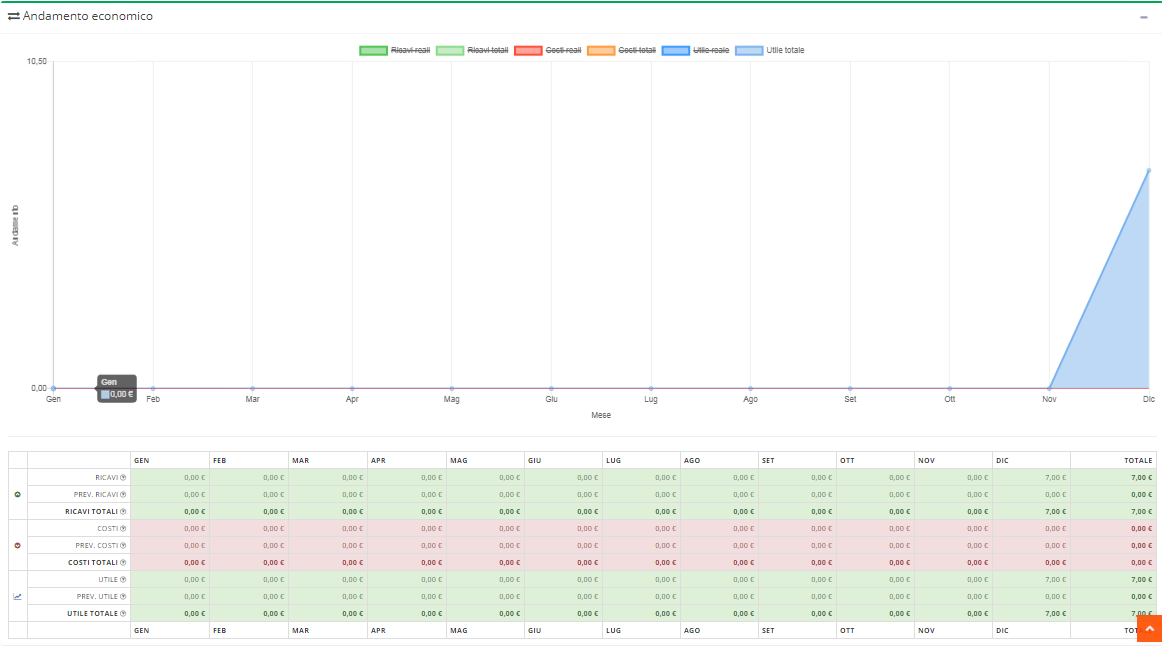 Andamento economico
Ricavi reali Ricavi totali Costi reali Costi totali Utile reale Utile totale
10,50
Andamento
0,00
Gen
0,00 €
Gen Feb Mar Apr Mag Giu Lug Ago Set Ott Nov Dic
Mese
GEN FEB MAR APR MAG GIU LUG AGO SET OTT NOV DIC TOTALE
RICAVI 0,00 € 0,00 € 0,00 € 0,00 € 0,00 € 0,00 € 0,00 € 0,00 € 0,00 € 0,00 € 0,00 € 7,00 € 7,00 €
PREV. RICAVI 0,00 € 0,00 € 0,00 € 0,00 € 0,00 € 0,00 € 0,00 € 0,00 € 0,00 € 0,00 € 0,00 € 0,00 € 0,00 €
RICAVI TOTALI 0,00 € 0,00 € 0,00 € 0,00 € 0,00 € 0,00 € 0,00 € 0,00 € 0,00 € 0,00 € 0,00 € 7,00 € 7,00 €
COSTI 0,00 € 0,00 € 0,00 € 0,00 € 0,00 € 0,00 € 0,00 € 0,00 € 0,00 € 0,00 € 0,00 € 0,00 € 0,00 €
PREV. COSTI 0,00 € 0,00 € 0,00 € 0,00 € 0,00 € 0,00 € 0,00 € 0,00 € 0,00 € 0,00 € 0,00 € 0,00 € 0,00 €
COSTI TOTALI 0,00 € 0,00 € 0,00 € 0,00 € 0,00 € 0,00 € 0,00 € 0,00 € 0,00 € 0,00 € 0,00 € 0,00 € 0,00 €
UTILE 0,00 € 0,00 € 0,00 € 0,00 € 0,00 € 0,00 € 0,00 € 0,00 € 0,00 € 0,00 € 0,00 € 7,00 € 7,00 €
PREV. UTILE 0,00 € 0,00 € 0,00 € 0,00 € 0,00 € 0,00 € 0,00 € 0,00 € 0,00 € 0,00 € 0,00 € 0,00 € 0,00 €
UTILE TOTALE 0,00 € 0,00 € 0,00 € 0,00 € 0,00 € 0,00 € 0,00 € 0,00 € 0,00 € 0,00 € 0,00 € 7,00 € 7,00 €
GEN FEB MAR APR MAG GIU LUG AGO SET OTT NOV DIC